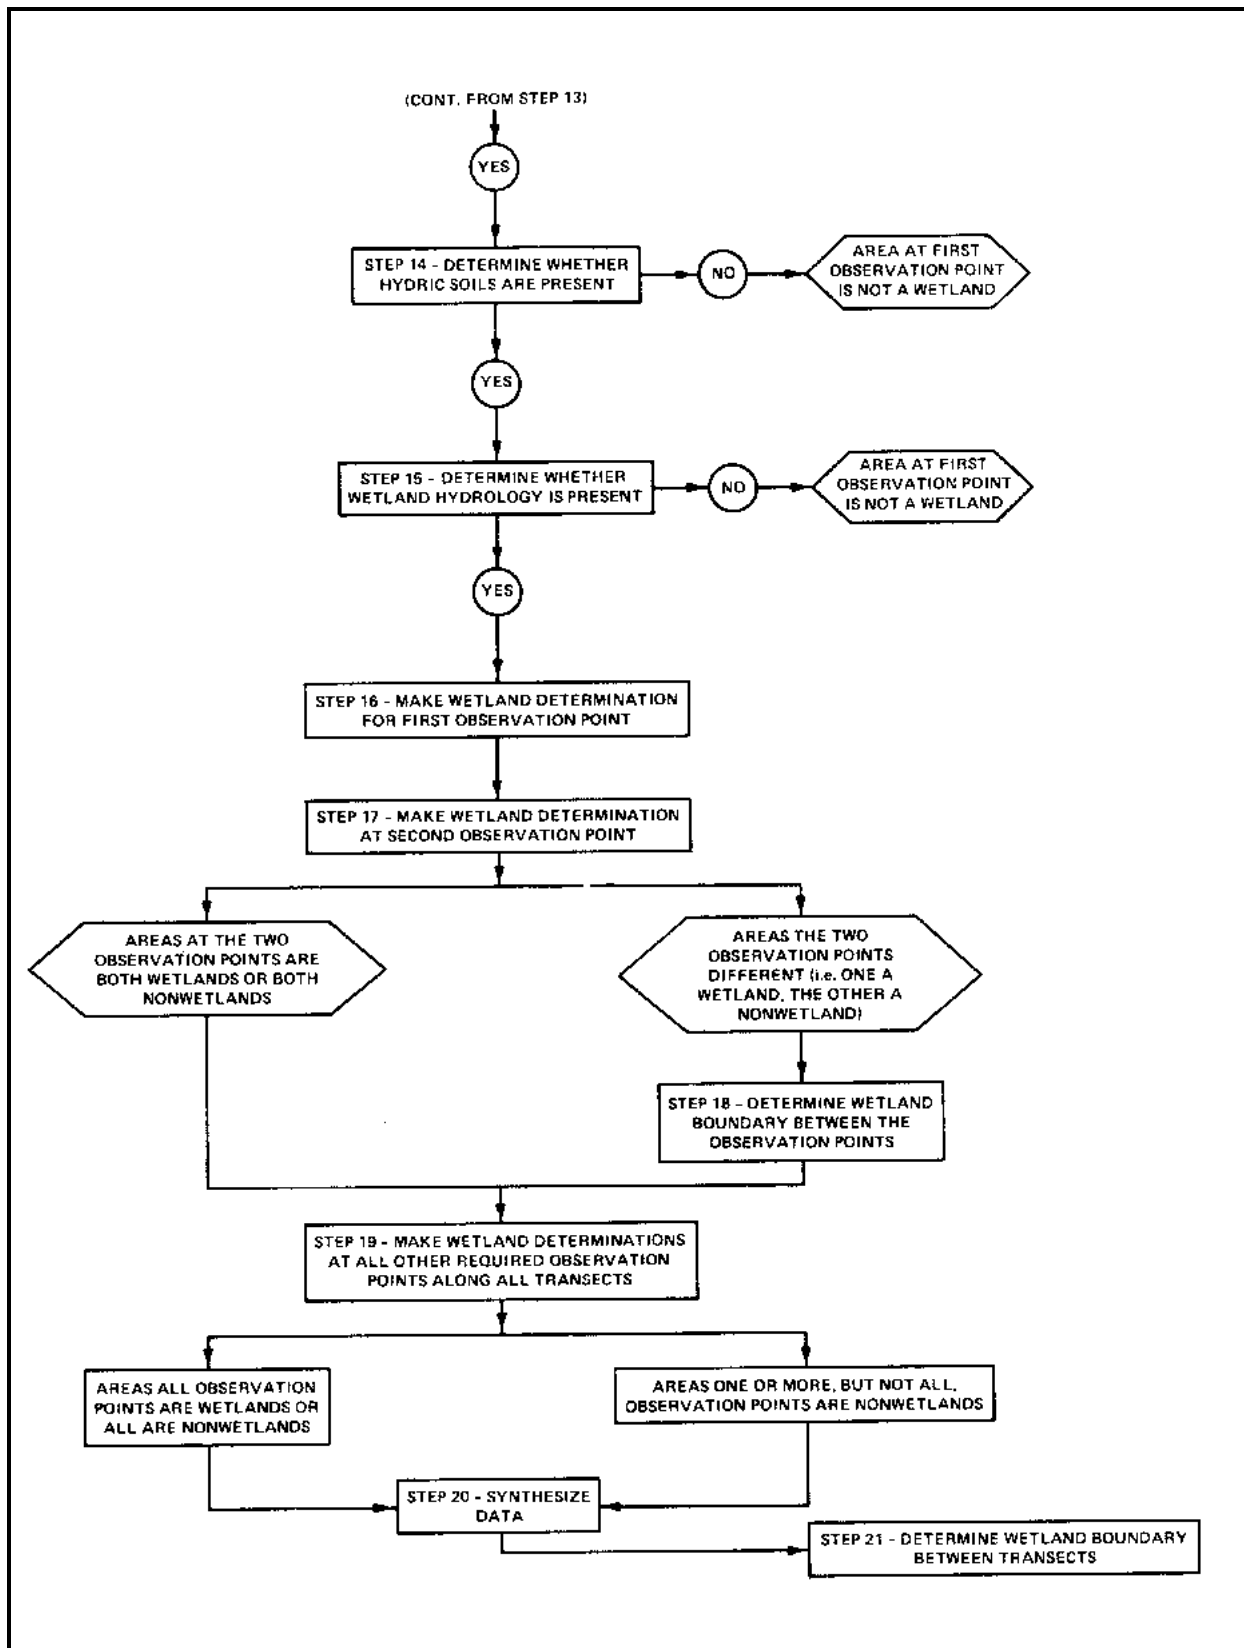 (CONT. FROM STEP 13)
YES
STEP 14 - DETERMINE WHETHER
HYDRIC SOILS ARE PRESENT
NO
AREA AT FIRST
OBSERVATION POINT
IS NOT A WETLAND
YES
STEP 15 - DETERMINE WHETHER
WETLAND HYDROLOGY IS PRESENT
NO
AREA AT FIRST
OBSERVATION POINT
IS NOT A WETLAND
YES
STEP 16 - MAKE WETLAND DETERMINATION
FOR FIRST OBSERVATION POINT
STEP 17 - MAKE WETLAND DETERMINATION
AT SECOND OBSERVATION POINT
AREAS AT THE TWO
OBSERVATION POINTS ARE
BOTH WETLANDS OR BOTH
NONWETLANDS
AREAS THE TWO
OBSERVATION POINTS
DIFFERENT (i.e. ONE A
WETLAND, THE OTHER A
NONWETLAND)
STEP 18 - DETERMINE WETLAND
BOUNDARY BETWEEN THE
OBSERVATION POINTS
STEP 19 - MAKE WETLAND DETERMINATIONS
AT ALL OTHER REQUIRED OBSERVATION
POINTS ALONG ALL TRANSECTS
AREAS ALL OBSERVATION
POINTS ARE WETLANDS OR
ALL ARE NONWETLANDS
AREAS ONE OR MORE, BUT NOT ALL,
OBSERVATION POINTS ARE NONWETLANDS
STEP 20 - SYNTHESIZE
DATA
STEP 21 - DETERMINE WETLAND BOUNDARY
BETWEEN TRANSECTS